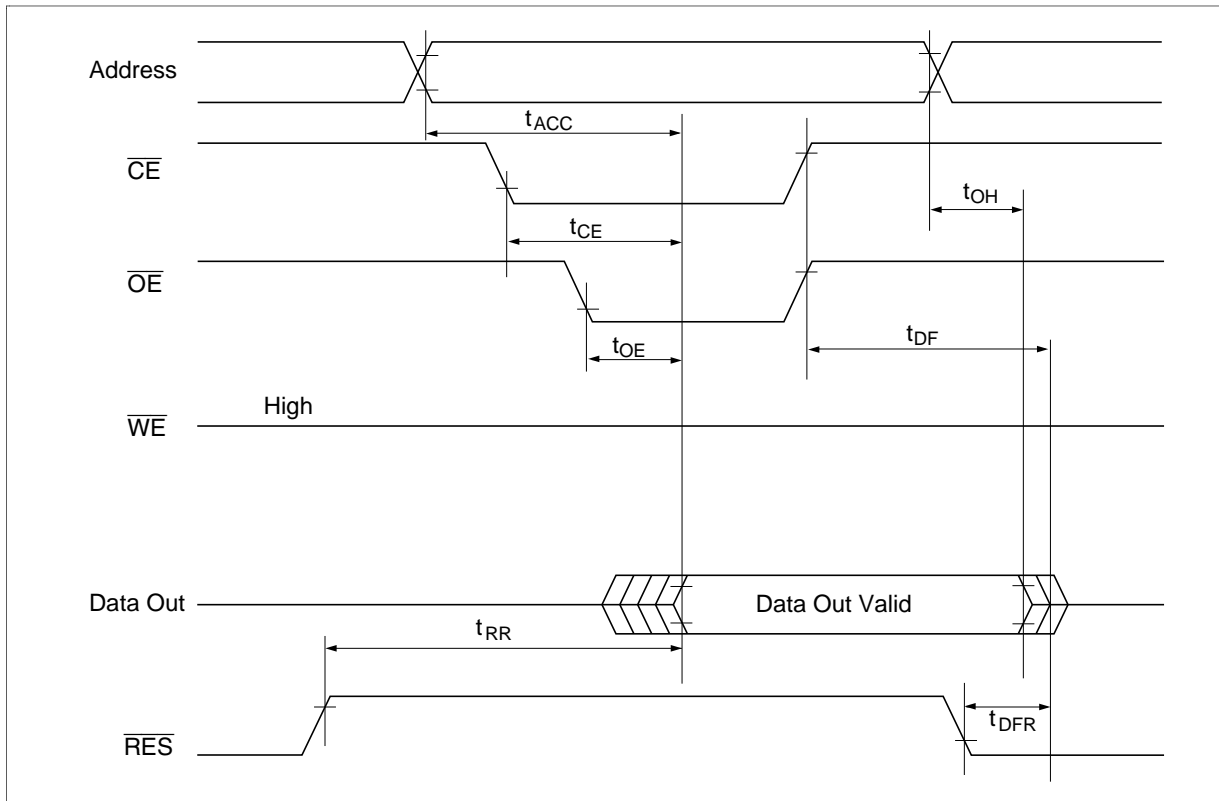 Address
tACC
CE
tOH
tCE
OE
tDF
tOE
High
WE
Data Out
Data Out Valid
tRR
tDFR
RES